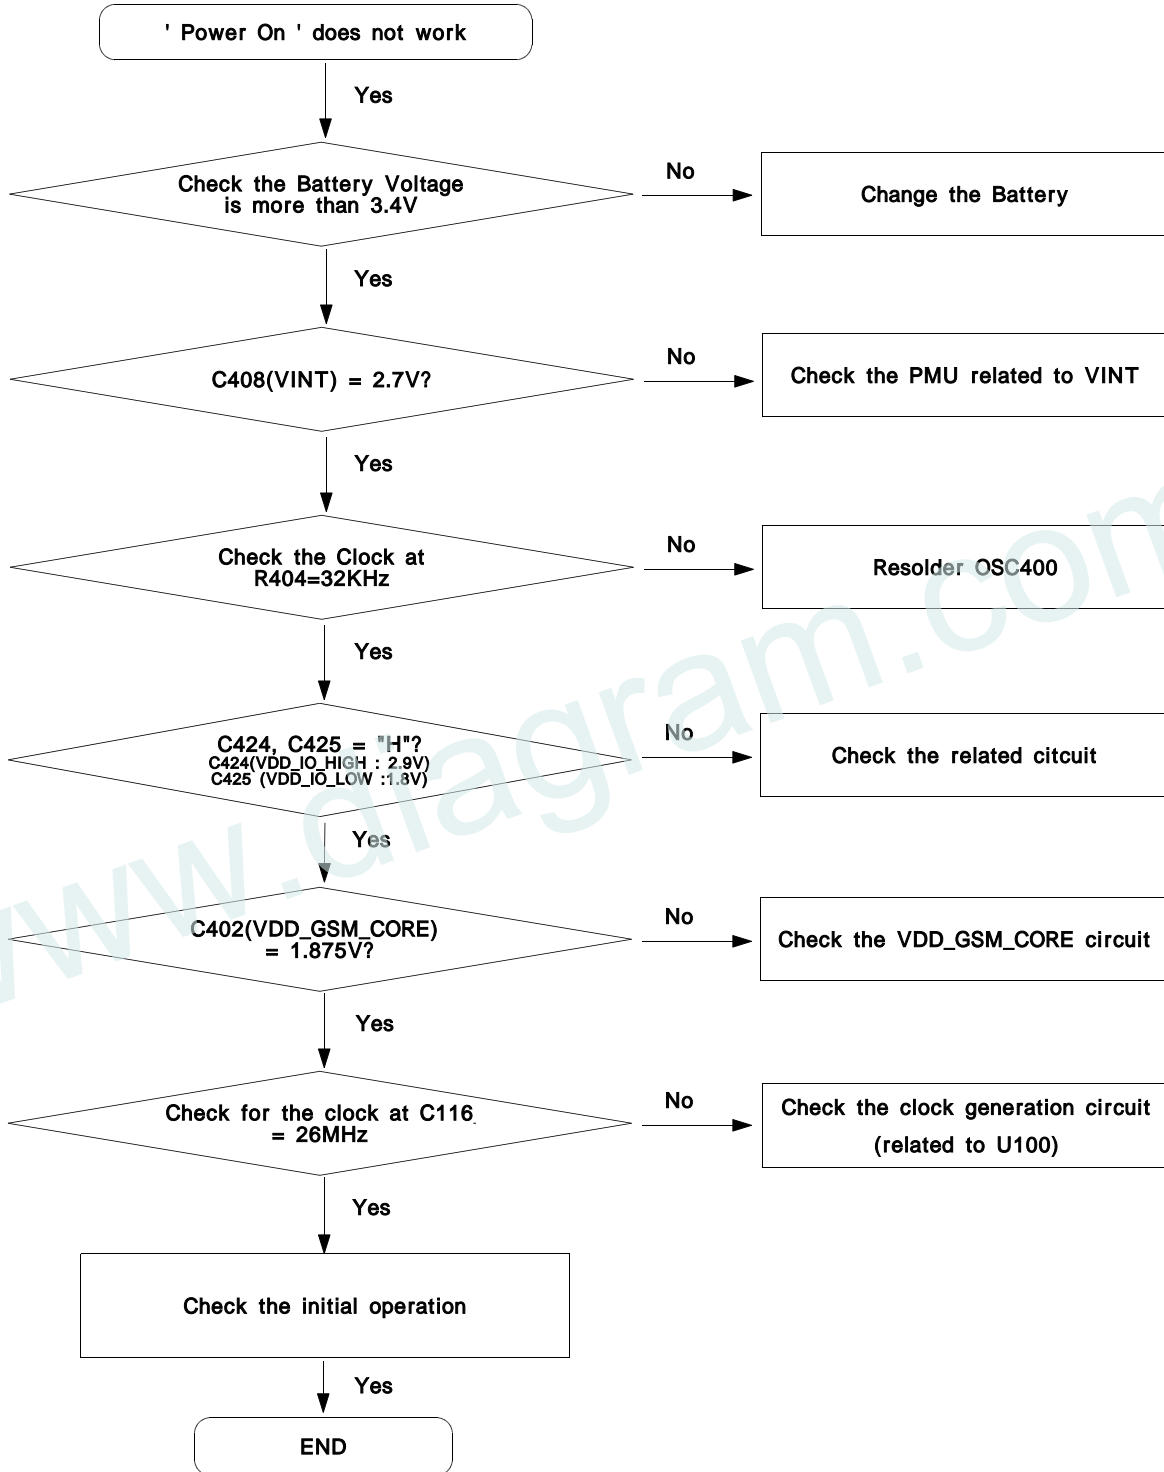 ' Power On ' does not work
Yes
Check the Battery Voltage
is more than 3.4V
No
Change the Battery
Yes
C408(VINT) = 2.7V?
No
Check the PMU related to VINT
Yes
Check the Clock at
R404=32KHz
No
Resolder OSC400
Yes
C424, C425 = "H"?
C424(VDD_IO_HIGH : 2.9V)
C425 (VDD_IO_LOW :1.8V)
No
Check the related citcuit
Yes
C402(VDD_GSM_CORE)
= 1.875V?
No
Check the VDD_GSM_CORE circuit
Yes
Check for the clock at C116
= 26MHz
No
Check the clock generation circuit
(related to U100)
Yes
Check the initial operation
Yes
END
www.diagram.com